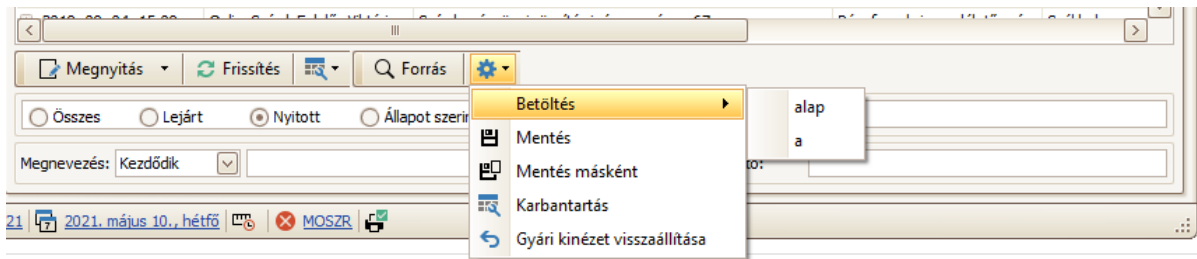 Megnyitás Frissítés Forrás
Betöltés alap
a
Összes Lejárt Nyitott Állapot szerin
Mentés
Megnevezés: Kezdődik
Mentés másként
Karbantartás
21 2021. május 10., hétfő MOSZR
Gyári kinézet visszaállítása